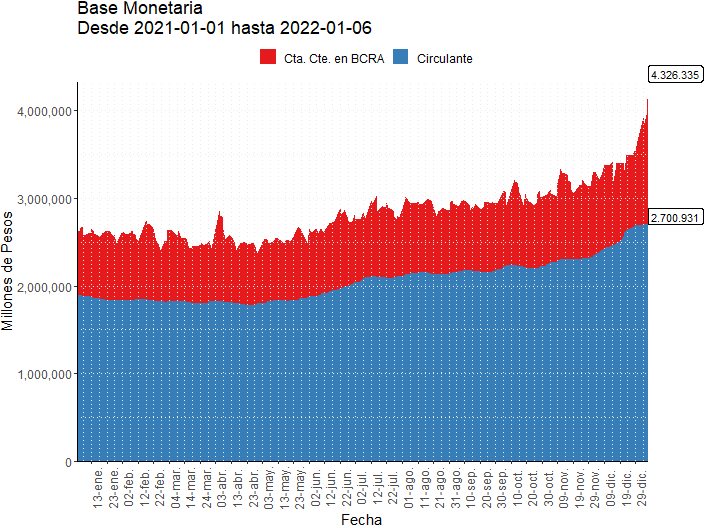 Base Monetaria
Desde 2021-01-01 hasta 2022-01-06
Cta. Cte. en BCRA
Circulante
4.326.335
4,000,000
3,000,000
2.700.931
2,000,000
1,000,000
0
Millones de Pesos
13-ene.
23-ene.
02-feb.
12-feb.
22-feb.
04-mar.
14-mar.
24-mar.
03-abr.
13-abr.
23-abr.
03-may.
13-may.
23-may.
02-jun.
12-jun.
22-jun.
02-jul.
12-jul.
22-jul.
01-ago.
11-ago.
21-ago.
31-ago.
10-sep.
20-sep.
30-sep.
10-oct.
20-oct.
30-oct.
09-nov.
19-nov.
29-nov.
09-dic.
19-dic.
29-dic.
Fecha